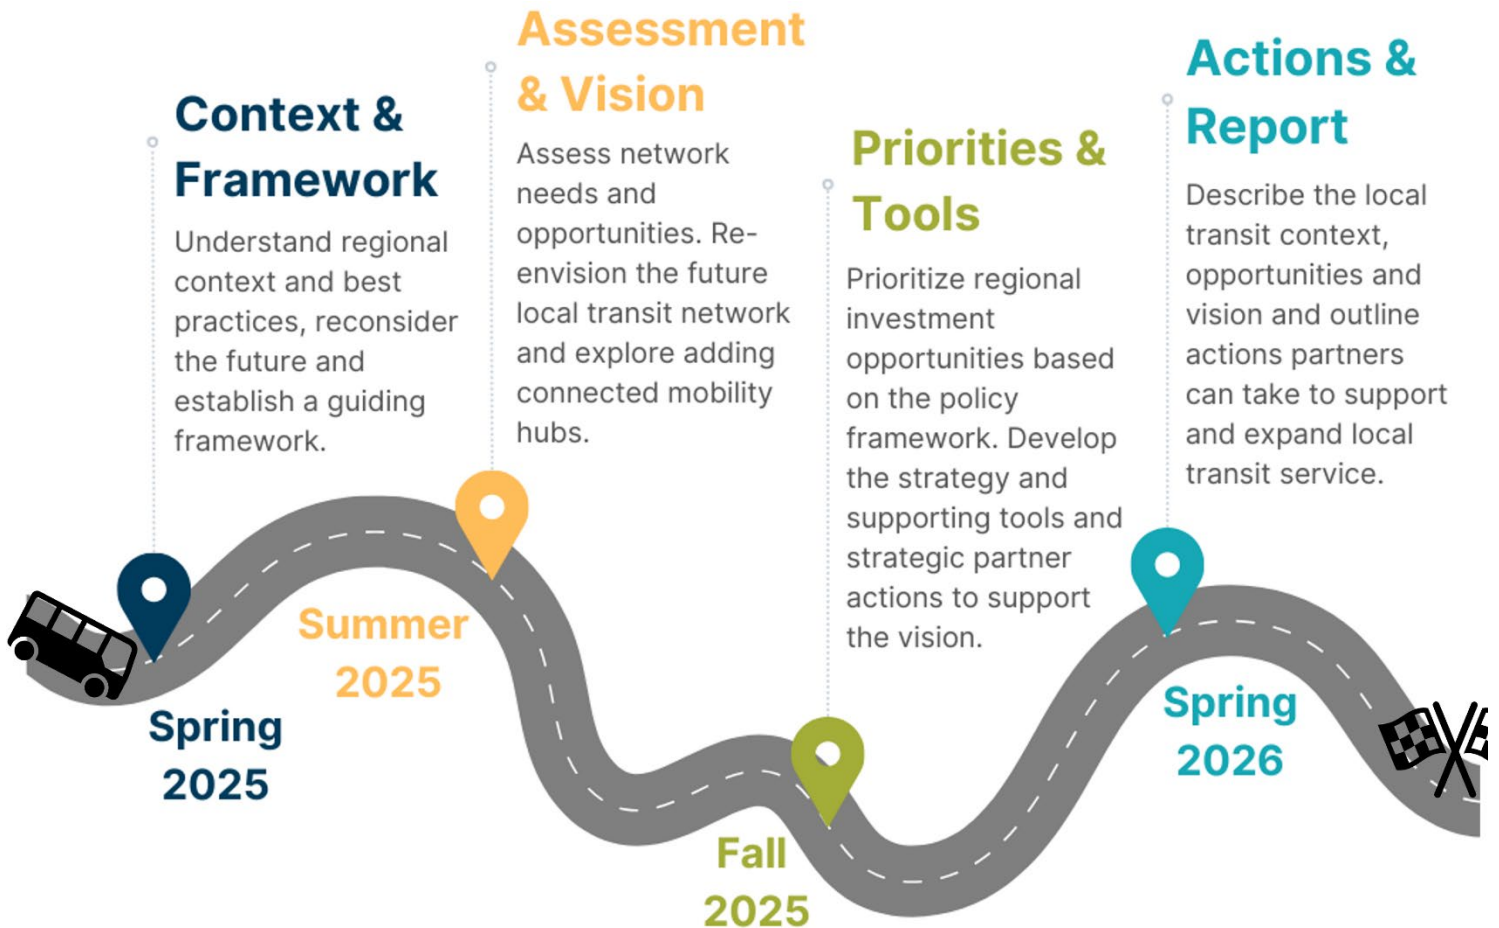 Context &
Framework
Understand regional
context and best
practices, reconsider
the future and
establish a guiding
framework.
Spring
2025
Assessment
& Vision
Assess network
needs and
opportunities. Re-
envision the future
local transit network
and explore adding
connected mobility
hubs.
Summer
2025
Priorities &
Tools
Prioritize regional
investment
opportunities based
on the policy
framework. Develop
the strategy and
supporting tools and
strategic partner
actions to support
the vision.
Fall
2025
Actions &
Report
Describe the local
transit context,
opportunities and
vision and outline
actions partners
can take to support
and expand local
transit service.
Spring
2026